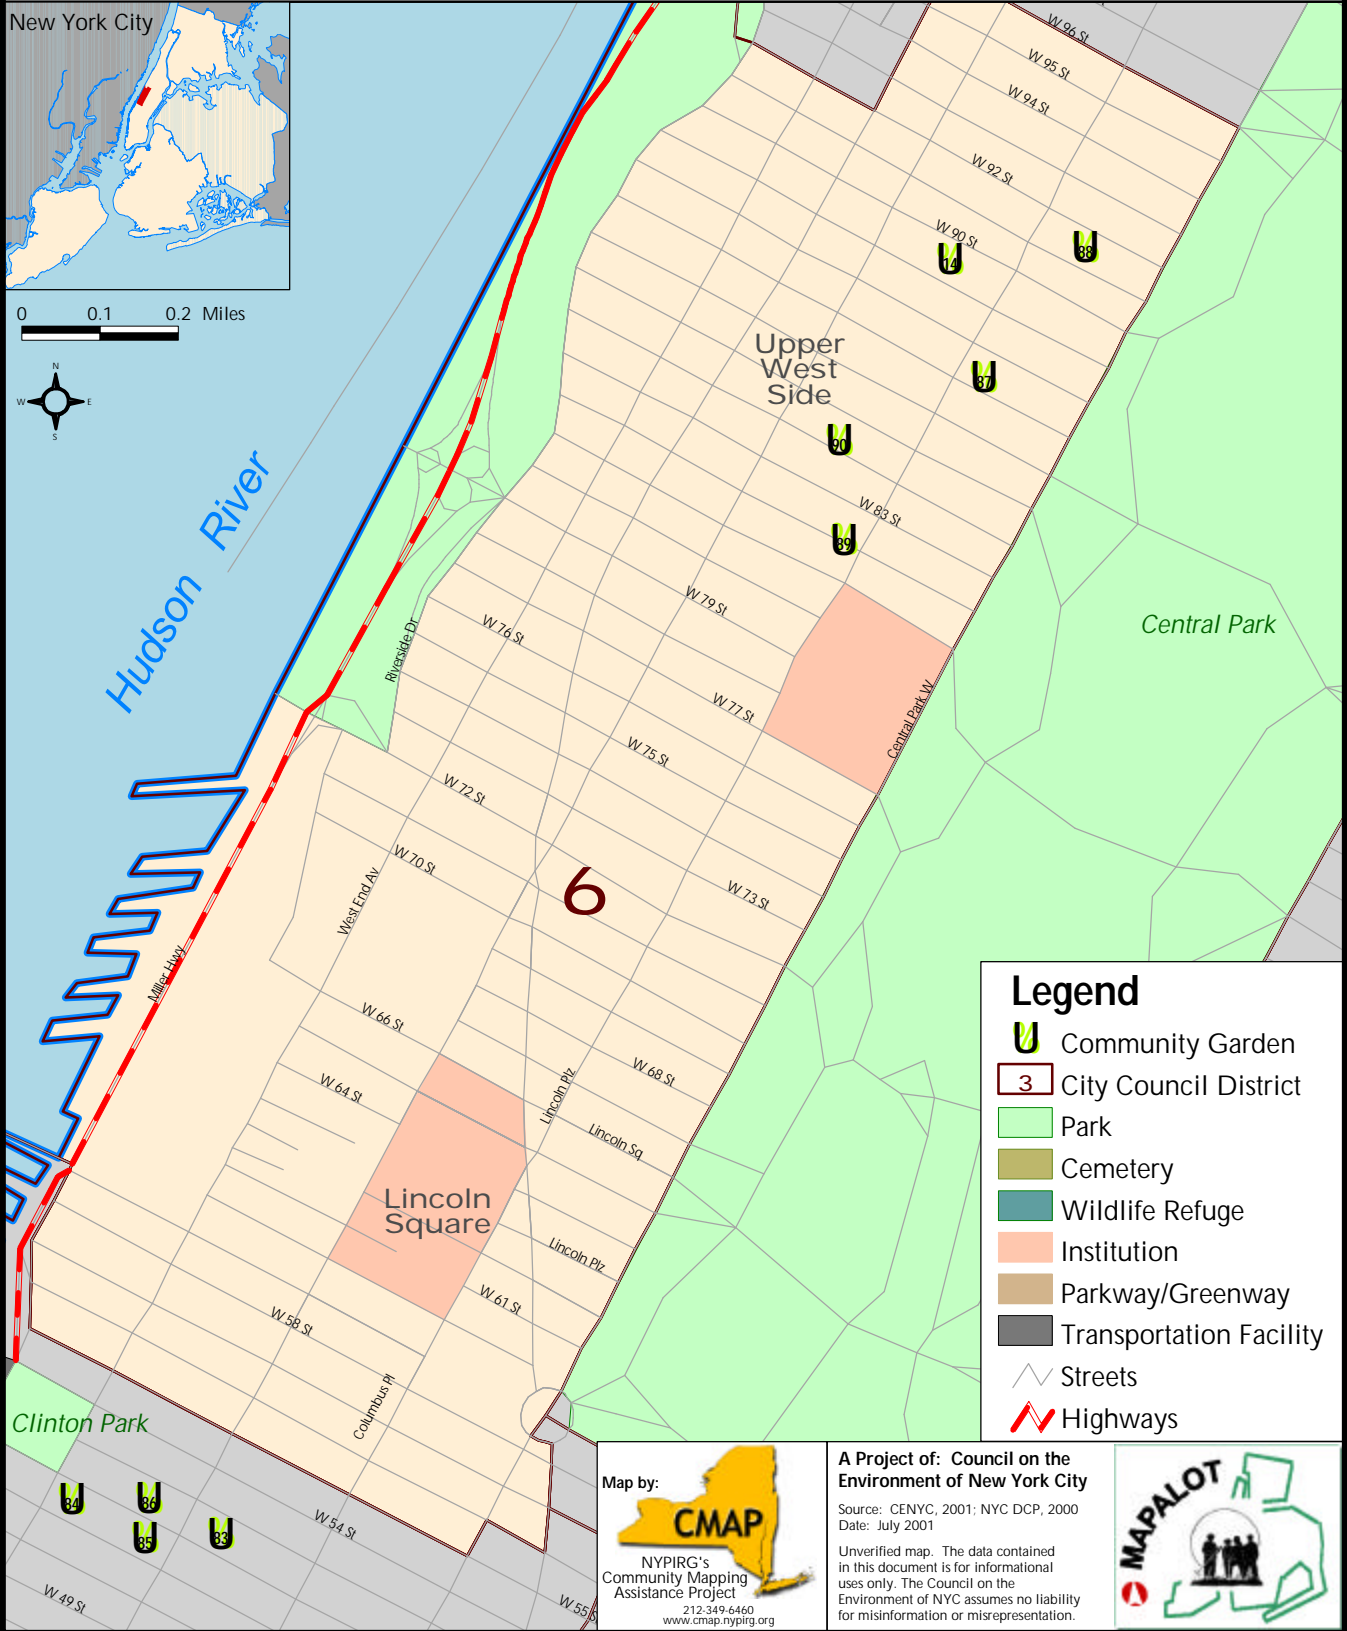 New York City
0 0.1 0.2 Miles
N
W E
S
Hudson River
W 96 St
W 95 St
W 94 St
W 92 St
W 90 St
14
88
Upper
West
Side
87
90
W 83 St
89
W 79 St
W 76 St
Riverside Dr
Central Park
W 77 St
Central Park W
W 75 St
W 72 St
W 70 St
6
W 73 St
West End Av
Miller Hwy
W 66 St
W 68 St
W 64 St
Lincoln Plz
Lincoln Sq
Lincoln
Square
Lincoln Plz
W 61 St
W 58 St
Columbus Pl
Clinton Park
84
86
85
83
W 54 St
W 49 St
W 55 S
Legend
Community Garden
3 City Council District
Park
Cemetery
Wildlife Refuge
Institution
Parkway/Greenway
Transportation Facility
Streets
Highways
Map by:
CMAP
NYPIRG's
Community Mapping
Assistance Project
212-349-6460
www.cmap.nypirg.org
A Project of: Council on the
Environment of New York City
Source: CENYC, 2001; NYC DCP, 2000
Date: July 2001
Unverified map. The data contained
in this document is for informational
uses only. The Council on the
Environment of NYC assumes no liability
for misinformation or misrepresentation.
MAPALOT